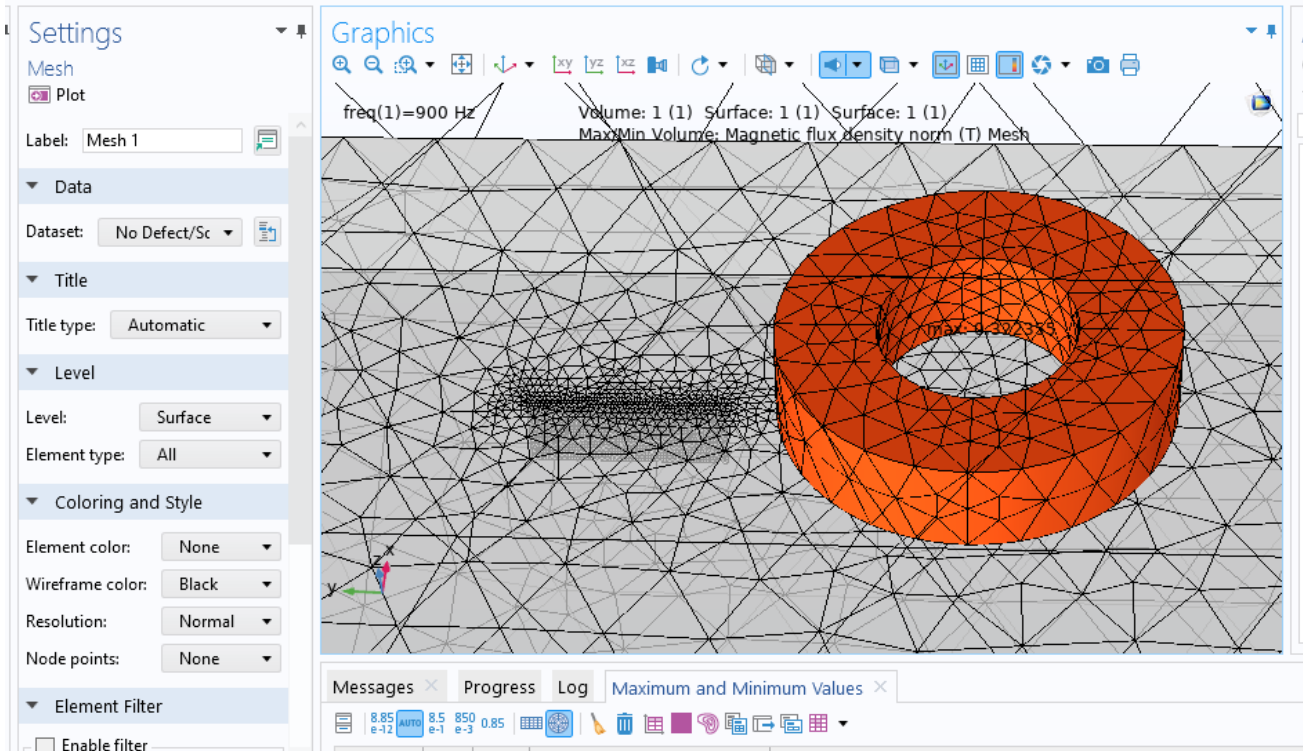 Settings
Mesh
Plot
Label: Mesh 1
Data
Dataset: No Defect/Sc
Title
Title type: Automatic
Level
Level: Surface
Element type: All
Coloring and Style
Element color: None
Wireframe color: Black
Resolution: Normal
Node points: None
Element Filter
Enable filter
Graphics
xy yz xz
freq(1)=900 Hz
Volume: 1 (1) Surface: 1 (1) Surface: 1 (1)
Max/Min Volume: Magnetic flux density norm (T) Mesh
z x
y
Messages Progress Log Maximum and Minimum Values
8.85 e-12 AUTO 8.5 e-1 850 e-3 0.85